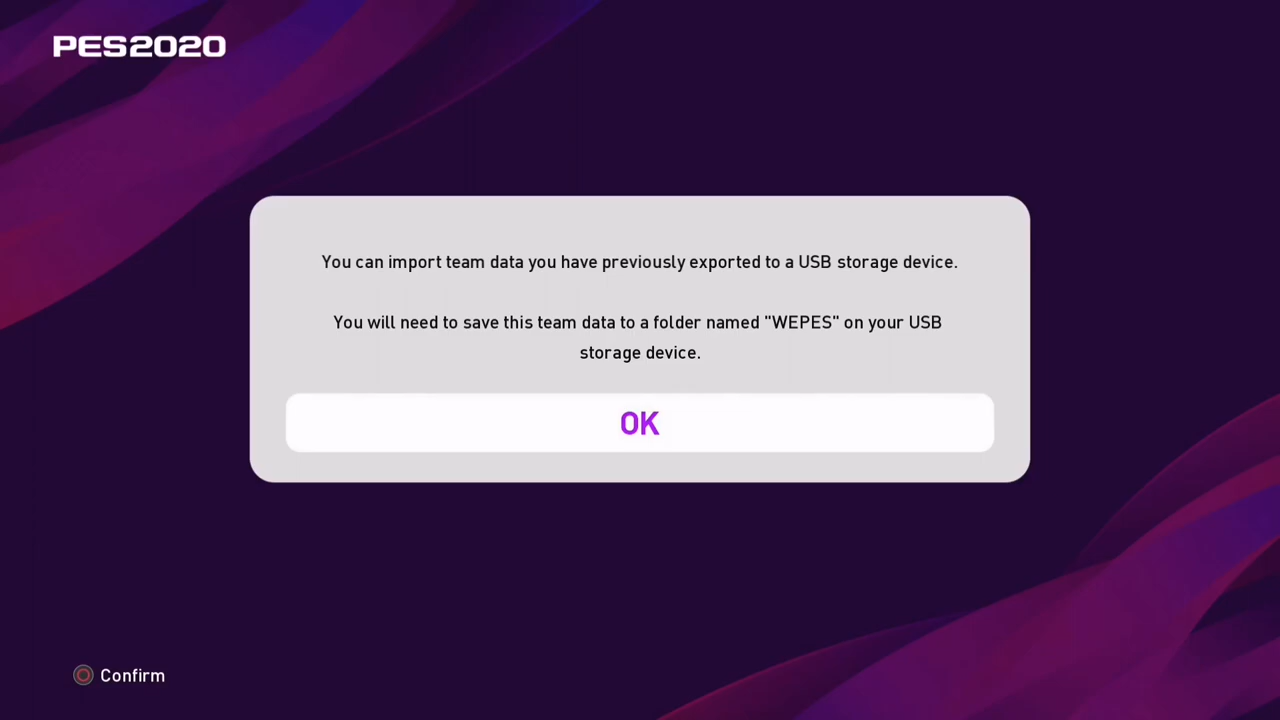 PES2020
You can import team data you have previously exported to a USB storage device.
You will need to save this team data to a folder named "WEPES" on your USB
storage device.
OK
Confirm